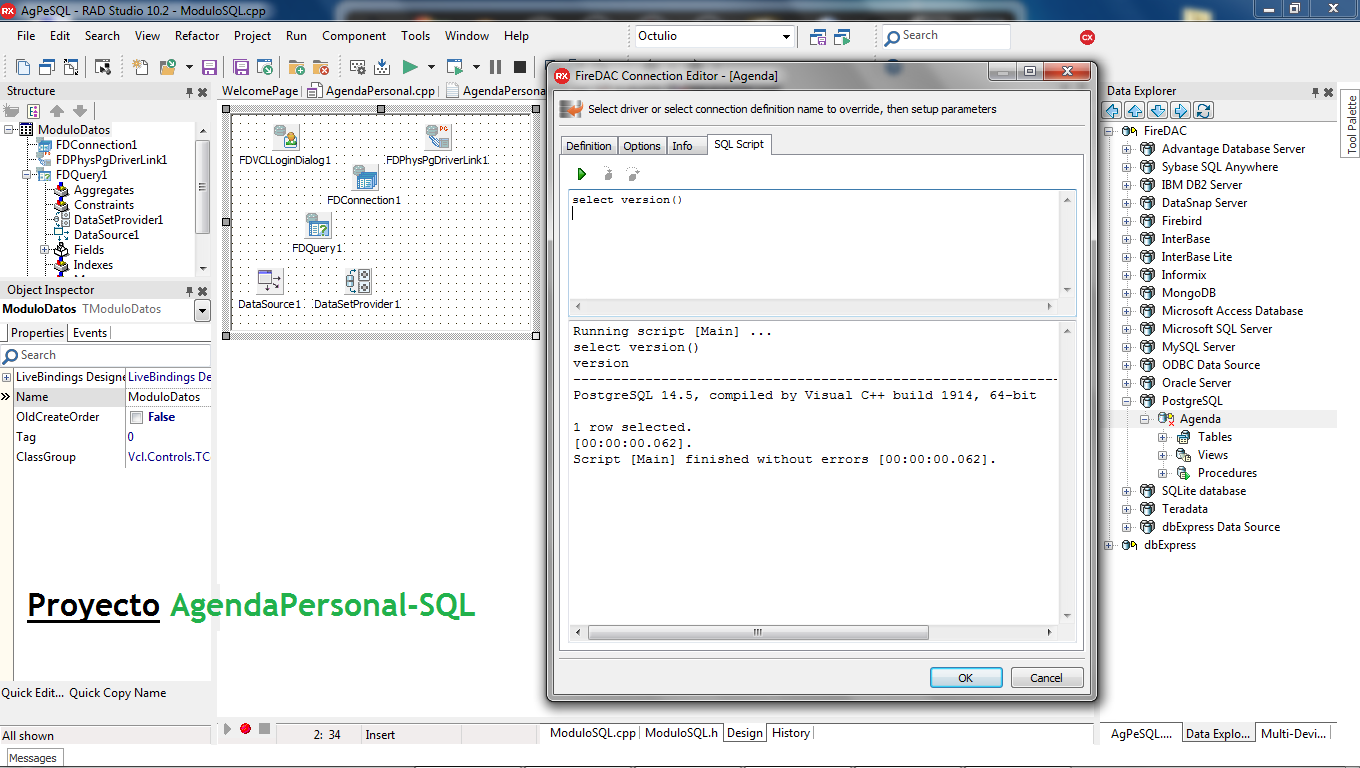 AgPeSQL - RAD Studio 10.2 - ModuloSQL.cpp
File Edit Search View Refactor Project Run Component Tools Window Help
Octulio
Search
CX
Structure
ModuloDatos
FDConnection1
FDPhysPgDriverLink1
FDQuery1
Aggregates
Constraints
DataSetProvider1
DataSource1
Fields
Indexes
Object Inspector
ModuloDatos TModuloDatos
Properties Events
Search
LiveBindings Designe LiveBindings De
Name ModuloDatos
OldCreateOrder False
Tag 0
ClassGroup Vcl.Controls.TC
Quick Edit... Quick Copy Name
All shown
Messages
WelcomePage AgendaPersonal.cpp AgendaPersona
FDVCLLoginDialog1
PG
FDPhysPgDriverLink1
FDConnection1
FDQuery1
DataSource1 DataSetProvider1
Proyecto AgendaPersonal-SQL
2: 34 Insert
ModuloSQL.cpp ModuloSQL.h Design History
RX FireDAC Connection Editor - [Agenda]
Select driver or select connection definition name to override, then setup parameters
Definition Options Info SQL Script
select version()
Running script [Main] ...
select version()
version
--------------------------------------------------------------
PostgreSQL 14.5, compiled by Visual C++ build 1914, 64-bit
1 row selected.
[00:00:00.062].
Script [Main] finished without errors [00:00:00.062].
OK Cancel
Data Explorer
FireDAC
Advantage Database Server
Sybase SQL Anywhere
IBM DB2 Server
DataSnap Server
Firebird
InterBase
InterBase Lite
Informix
MongoDB
Microsoft Access Database
Microsoft SQL Server
MySQL Server
ODBC Data Source
Oracle Server
PostgreSQL
Agenda
Tables
Views
Procedures
SQLite database
Teradata
dbExpress Data Source
dbExpress
AgPeSQL.... Data Explo... Multi-Devi...
Tool Palette